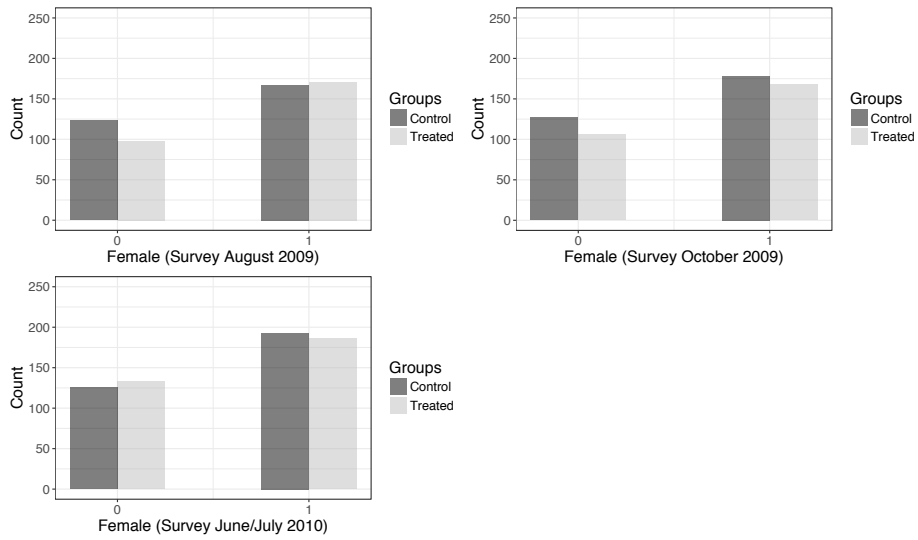 250
200
150
100
50
0
Count
0 1
Female (Survey August 2009)
Groups
Control
Treated
250
200
150
100
50
0
Count
0 1
Female (Survey October 2009)
Groups
Control
Treated
250
200
150
100
50
0
Count
0 1
Female (Survey June/July 2010)
Groups
Control
Treated